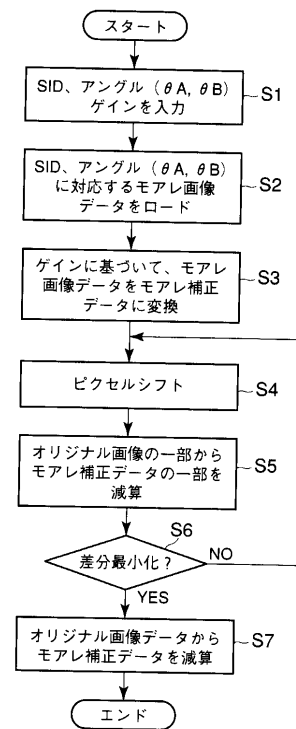 スタート
SID、アングル（θA, θB）
ゲインを入力
S1
SID、アングル（θA, θB）
に対応するモアレ画像
データをロード
S2
ゲインに基づいて、モアレ
画像データをモアレ補正
データに変換
S3
ピクセルシフト
S4
オリジナル画像の一部から
モアレ補正データの一部を
減算
S5
S6
差分最小化？
NO
YES
オリジナル画像データから
モアレ補正データを減算
S7
エンド